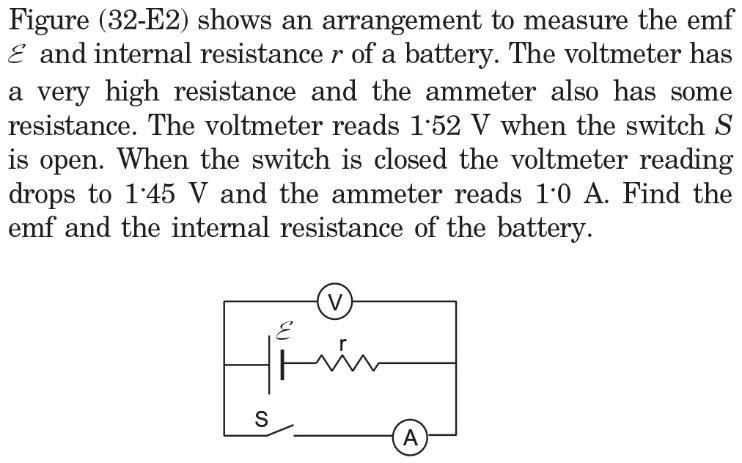 Figure (32-E2) shows an arrangement to measure the emf
ℰ and internal resistance r of a battery. The voltmeter has
a very high resistance and the ammeter also has some
resistance. The voltmeter reads 1·52 V when the switch S
is open. When the switch is closed the voltmeter reading
drops to 1·45 V and the ammeter reads 1·0 A. Find the
emf and the internal resistance of the battery.
V
ℰ
r
S
A